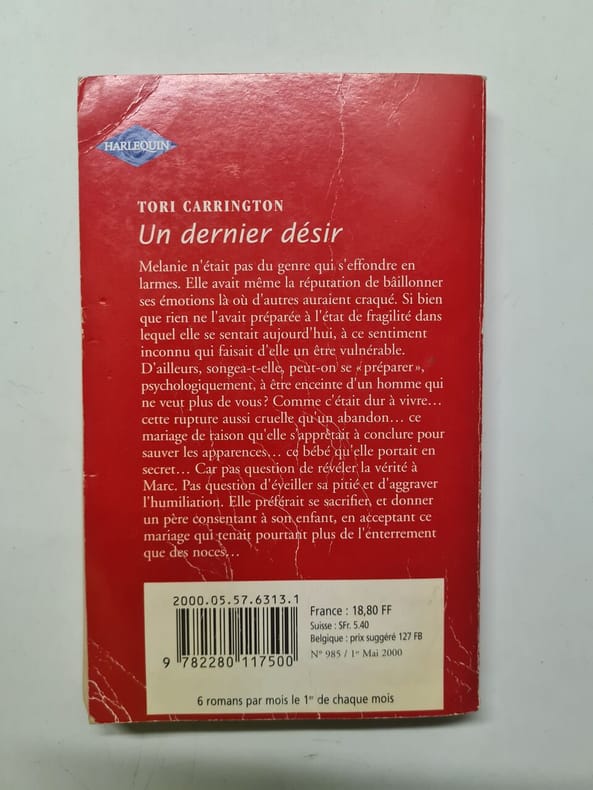 HARLEQUIN
TORI CARRINGTON
Un dernier désir
Melanie n'était pas du genre qui s'effondre en
larmes. Elle avait même la réputation de bâillonner
ses émotions là où d'autres auraient craqué. Si bien
que rien ne l'avait préparée à l'état de fragilité dans
lequel elle se sentait aujourd'hui, à ce sentiment
inconnu qui faisait d'elle un être vulnérable.
D'ailleurs, songea-t-elle, peut-on se « préparer »,
psychologiquement, à être enceinte d'un homme qui
ne veut plus de vous ? Comme c'était dur à vivre…
cette rupture aussi cruelle qu'un abandon… ce
mariage de raison qu'elle s'apprêtait à conclure pour
sauver les apparences… ce bébé qu'elle portait en
secret… Car pas question de révéler la vérité à
Marc. Pas question d'éveiller sa pitié et d'aggraver
l'humiliation. Elle préférait se sacrifier et donner
un père consentant à son enfant, en acceptant ce
mariage qui tenait pourtant plus de l'enterrement
que des noces…
2000.05.57.6313.1
9 782280 117500
France : 18,80 FF
Suisse : SFr. 5.40
Belgique : prix suggéré 127 FB
N° 985 / 1er Mai 2000
6 romans par mois le 1er de chaque mois